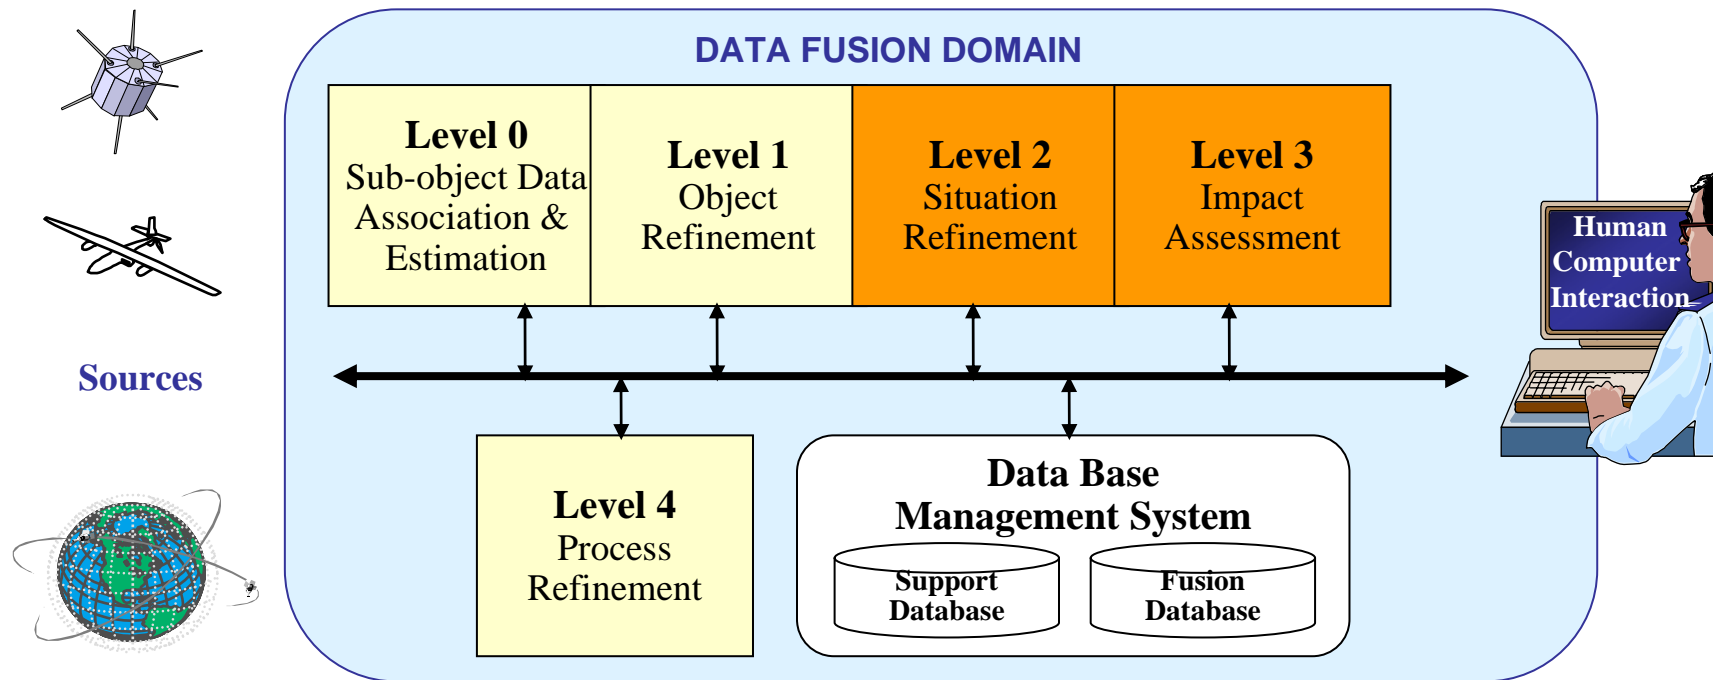 DATA FUSION DOMAIN
Level 0
Sub-object Data
Association &
Estimation
Level 1
Object
Refinement
Level 2
Situation
Refinement
Level 3
Impact
Assessment
Human
Computer
Interaction
Sources
Level 4
Process
Refinement
Data Base
Management System
Support
Database
Fusion
Database